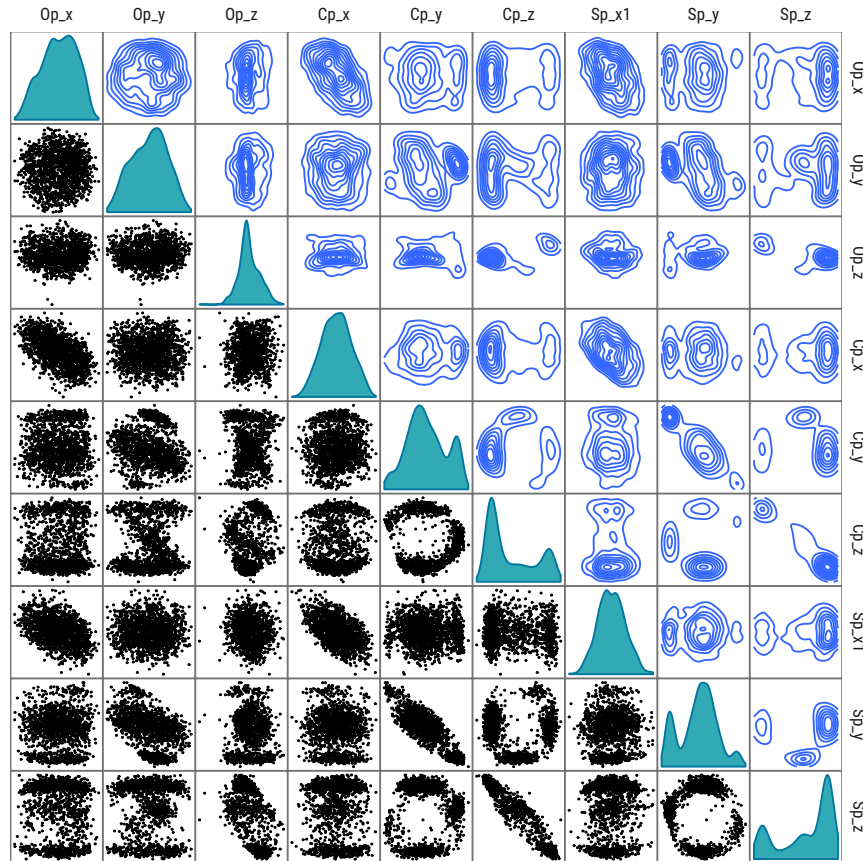 Op_x Op_y Op_z Cp_x Cp_y Cp_z Sp_x1 Sp_y Sp_z
Op_x
Op_y
Op_z
Cp_x
Cp_y
Cp_z
Sp_x1
Sp_y
Sp_z